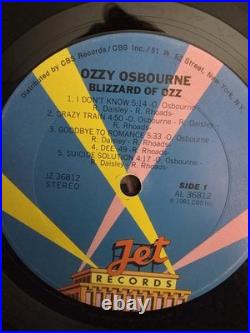 Distributed by CBS Records / CBS Inc. / 51 W. 52 Street, New York,
OZZY OSBOURNE
BLIZZARD OF OZZ
1. I DON'T KNOW 5:14 -O. Osbourne-
R. Daisley - R. Rhoads-
2. CRAZY TRAIN 4:50 -O. Osbourne -
R. Daisley - R. Rhoads-
3. GOODBYE TO ROMANCE 5:33 -O. Osbourne-
R. Daisley - R. Rhoads-
4. DEE :49 - R. Rhoads-
5. SUICIDE SOLUTION 4:17 -O. Osbourne-
R. Daisley - R. Rhoads-
JZ 36812
STEREO
SIDE 1
AL 36812
℗ 1981 CBS Inc.
Jet
RECORDS